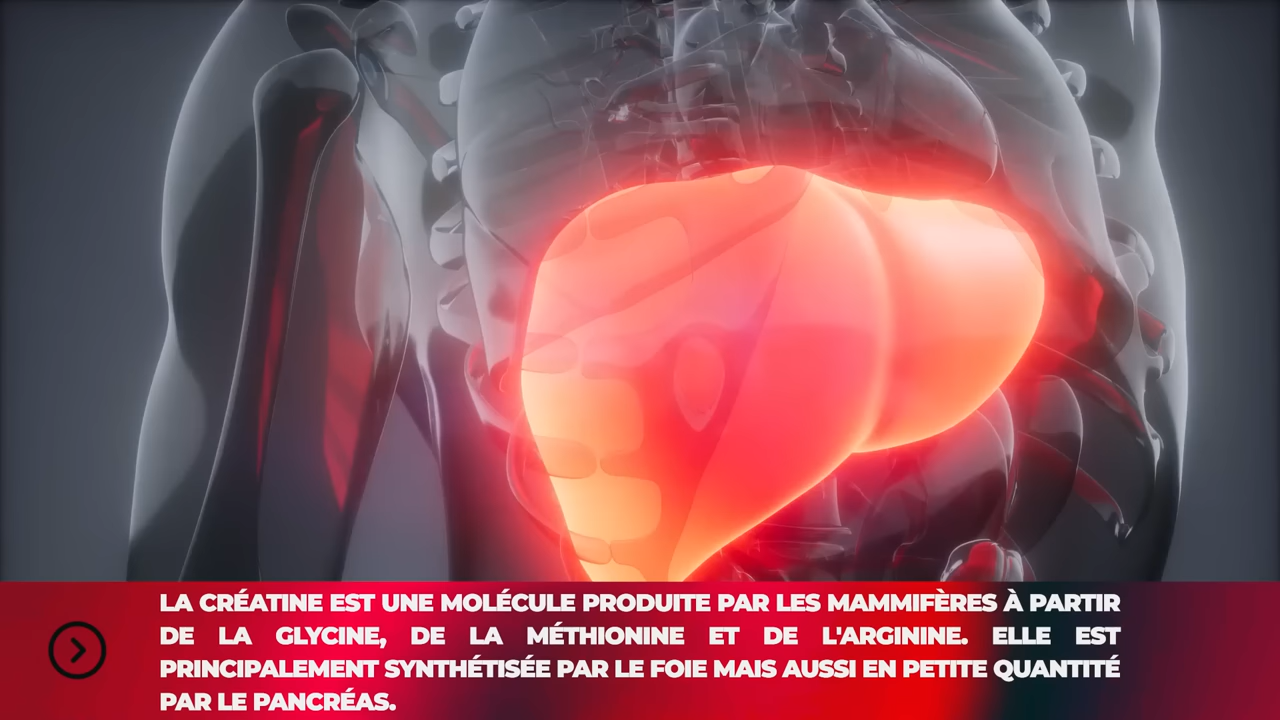 LA CRÉATINE EST UNE MOLÉCULE PRODUITE PAR LES MAMMIFÈRES À PARTIR
DE LA GLYCINE, DE LA MÉTHIONINE ET DE L'ARGININE. ELLE EST
PRINCIPALEMENT SYNTHÉTISÉE PAR LE FOIE MAIS AUSSI EN PETITE QUANTITÉ
PAR LE PANCRÉAS.